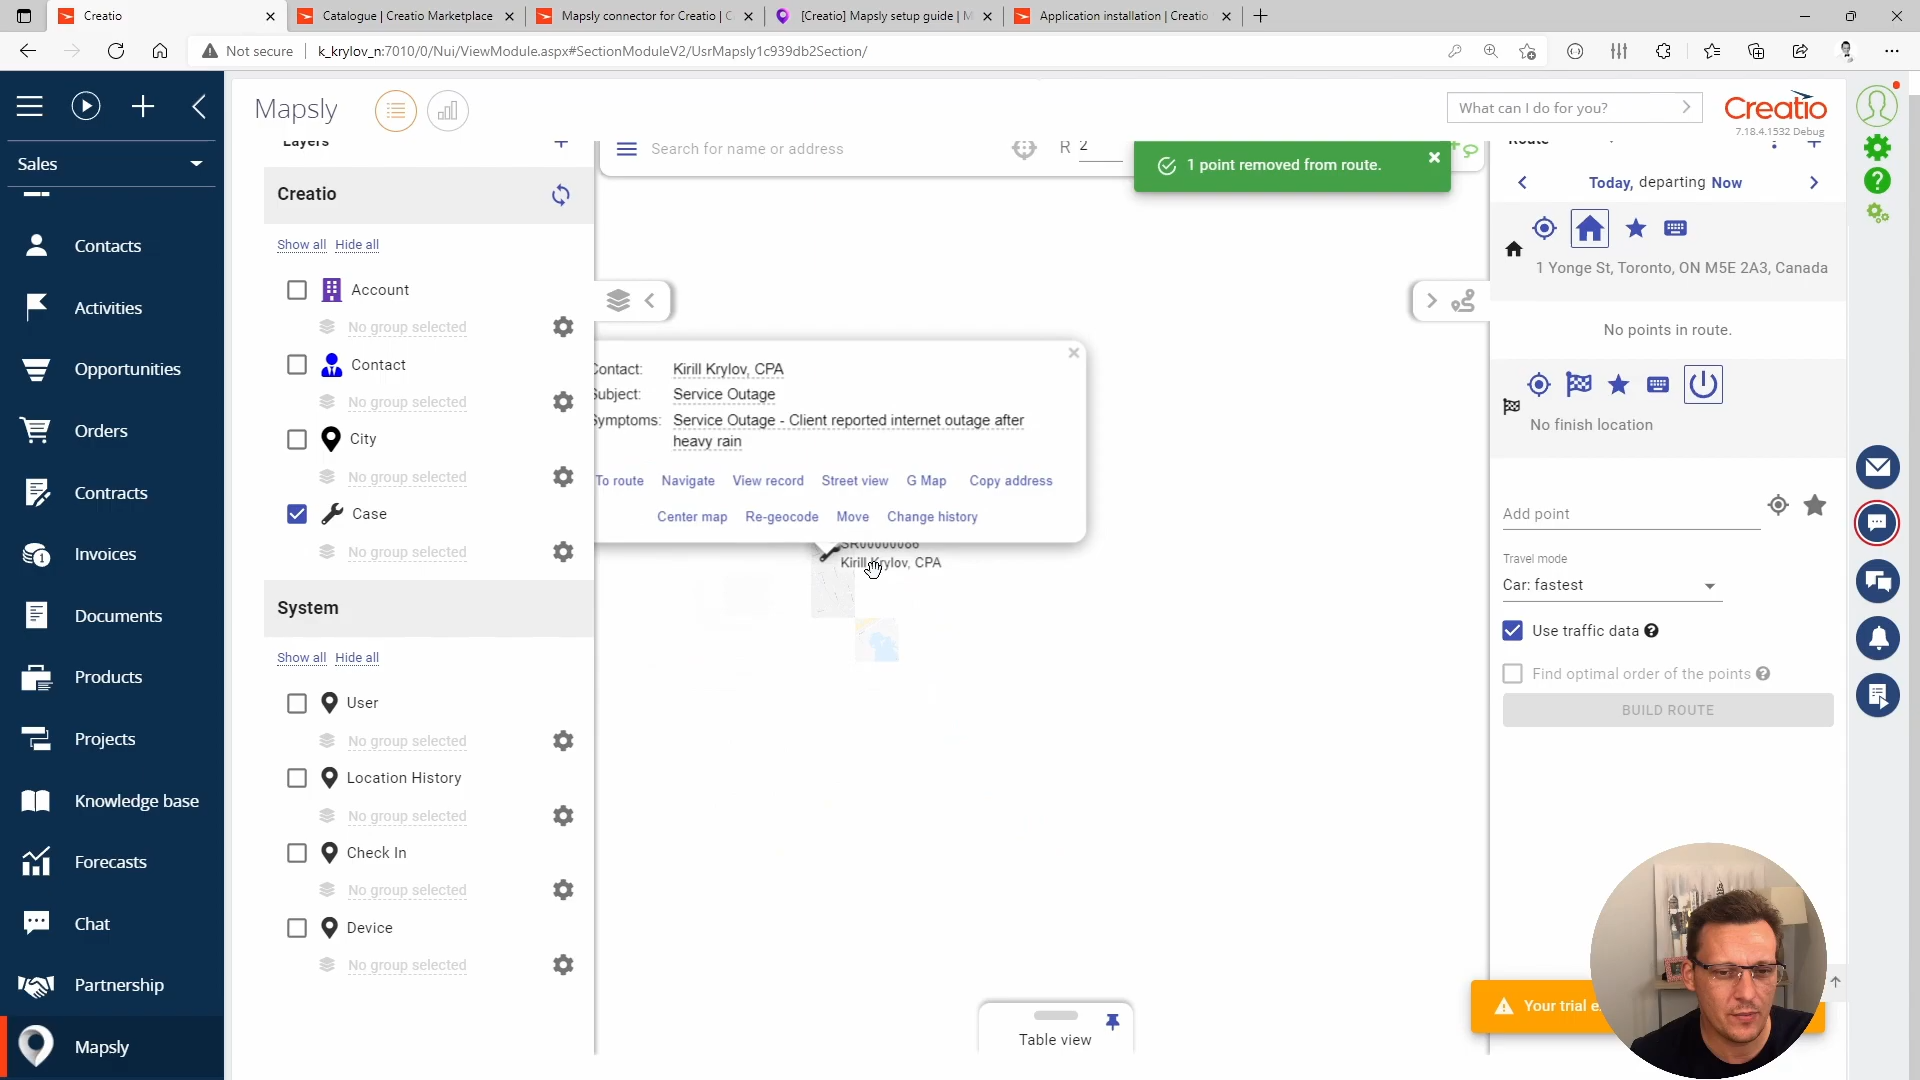 Creatio
Catalogue | Creatio Marketplace
Mapsly connector for Creatio | C
[Creatio] Mapsly setup guide | M
Application installation | Creatio
Not secure
k_krylov_n:7010/0/Nui/ViewModule.aspx#SectionModuleV2/UsrMapsly1c939db2Section/
Sales
Contacts
Activities
Opportunities
Orders
Contracts
Invoices
Documents
Products
Projects
Knowledge base
Forecasts
Chat
Partnership
Mapsly
Mapsly
What can I do for you?
Creatio
7.18.4.1532 Debug
Layers
Creatio
Show all Hide all
Account
No group selected
Contact
No group selected
City
No group selected
Case
No group selected
System
Show all Hide all
User
No group selected
Location History
No group selected
Check In
No group selected
Device
No group selected
Search for name or address
R 2
1 point removed from route.
Contact: Kirill Krylov, CPA
Subject: Service Outage
Symptoms: Service Outage - Client reported internet outage after
heavy rain
To route Navigate View record Street view G Map Copy address
Center map Re-geocode Move Change history
SR00000086
Kirill Krylov, CPA
Table view
Route
Today, departing Now
1 Yonge St, Toronto, ON M5E 2A3, Canada
No points in route.
No finish location
Add point
Travel mode
Car: fastest
Use traffic data
Find optimal order of the points
BUILD ROUTE
Your trial e